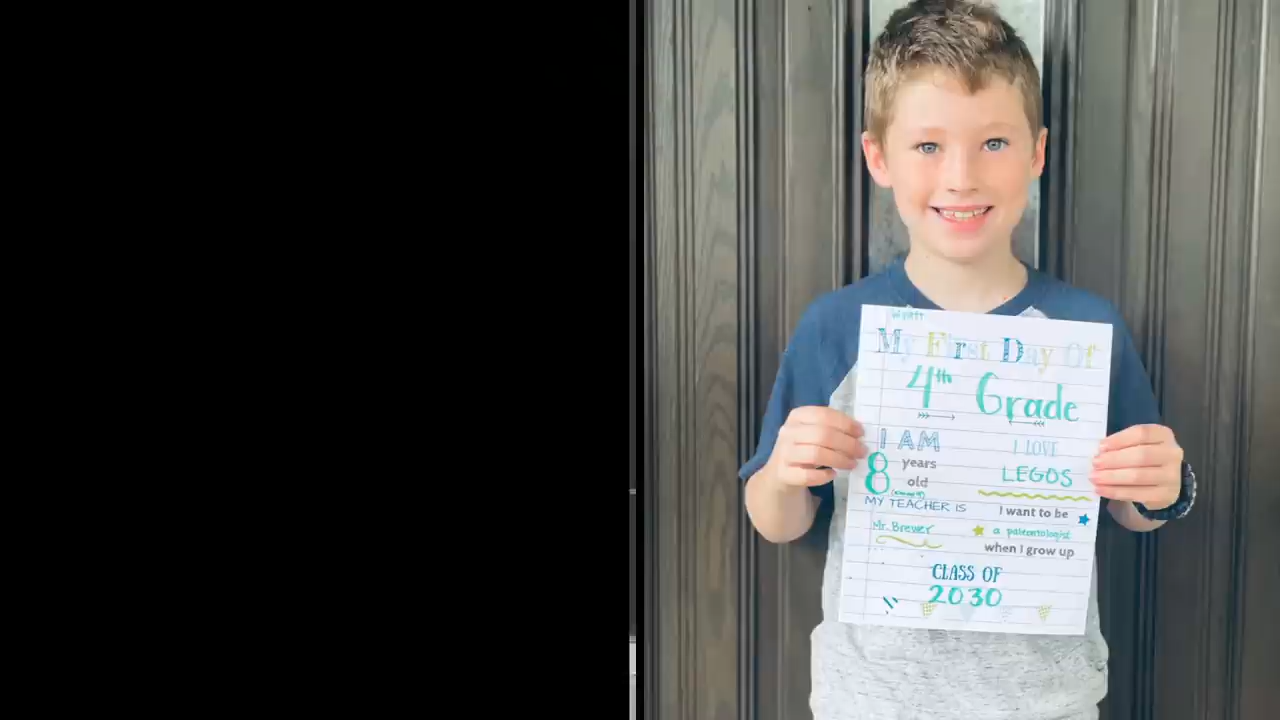 Wyatt
My First Day Of
4th Grade
I AM
8 years
old
MY TEACHER IS
Mr. Brewer
I LOVE
LEGOS
I want to be
a paleontologist
when I grow up
CLASS OF
2030